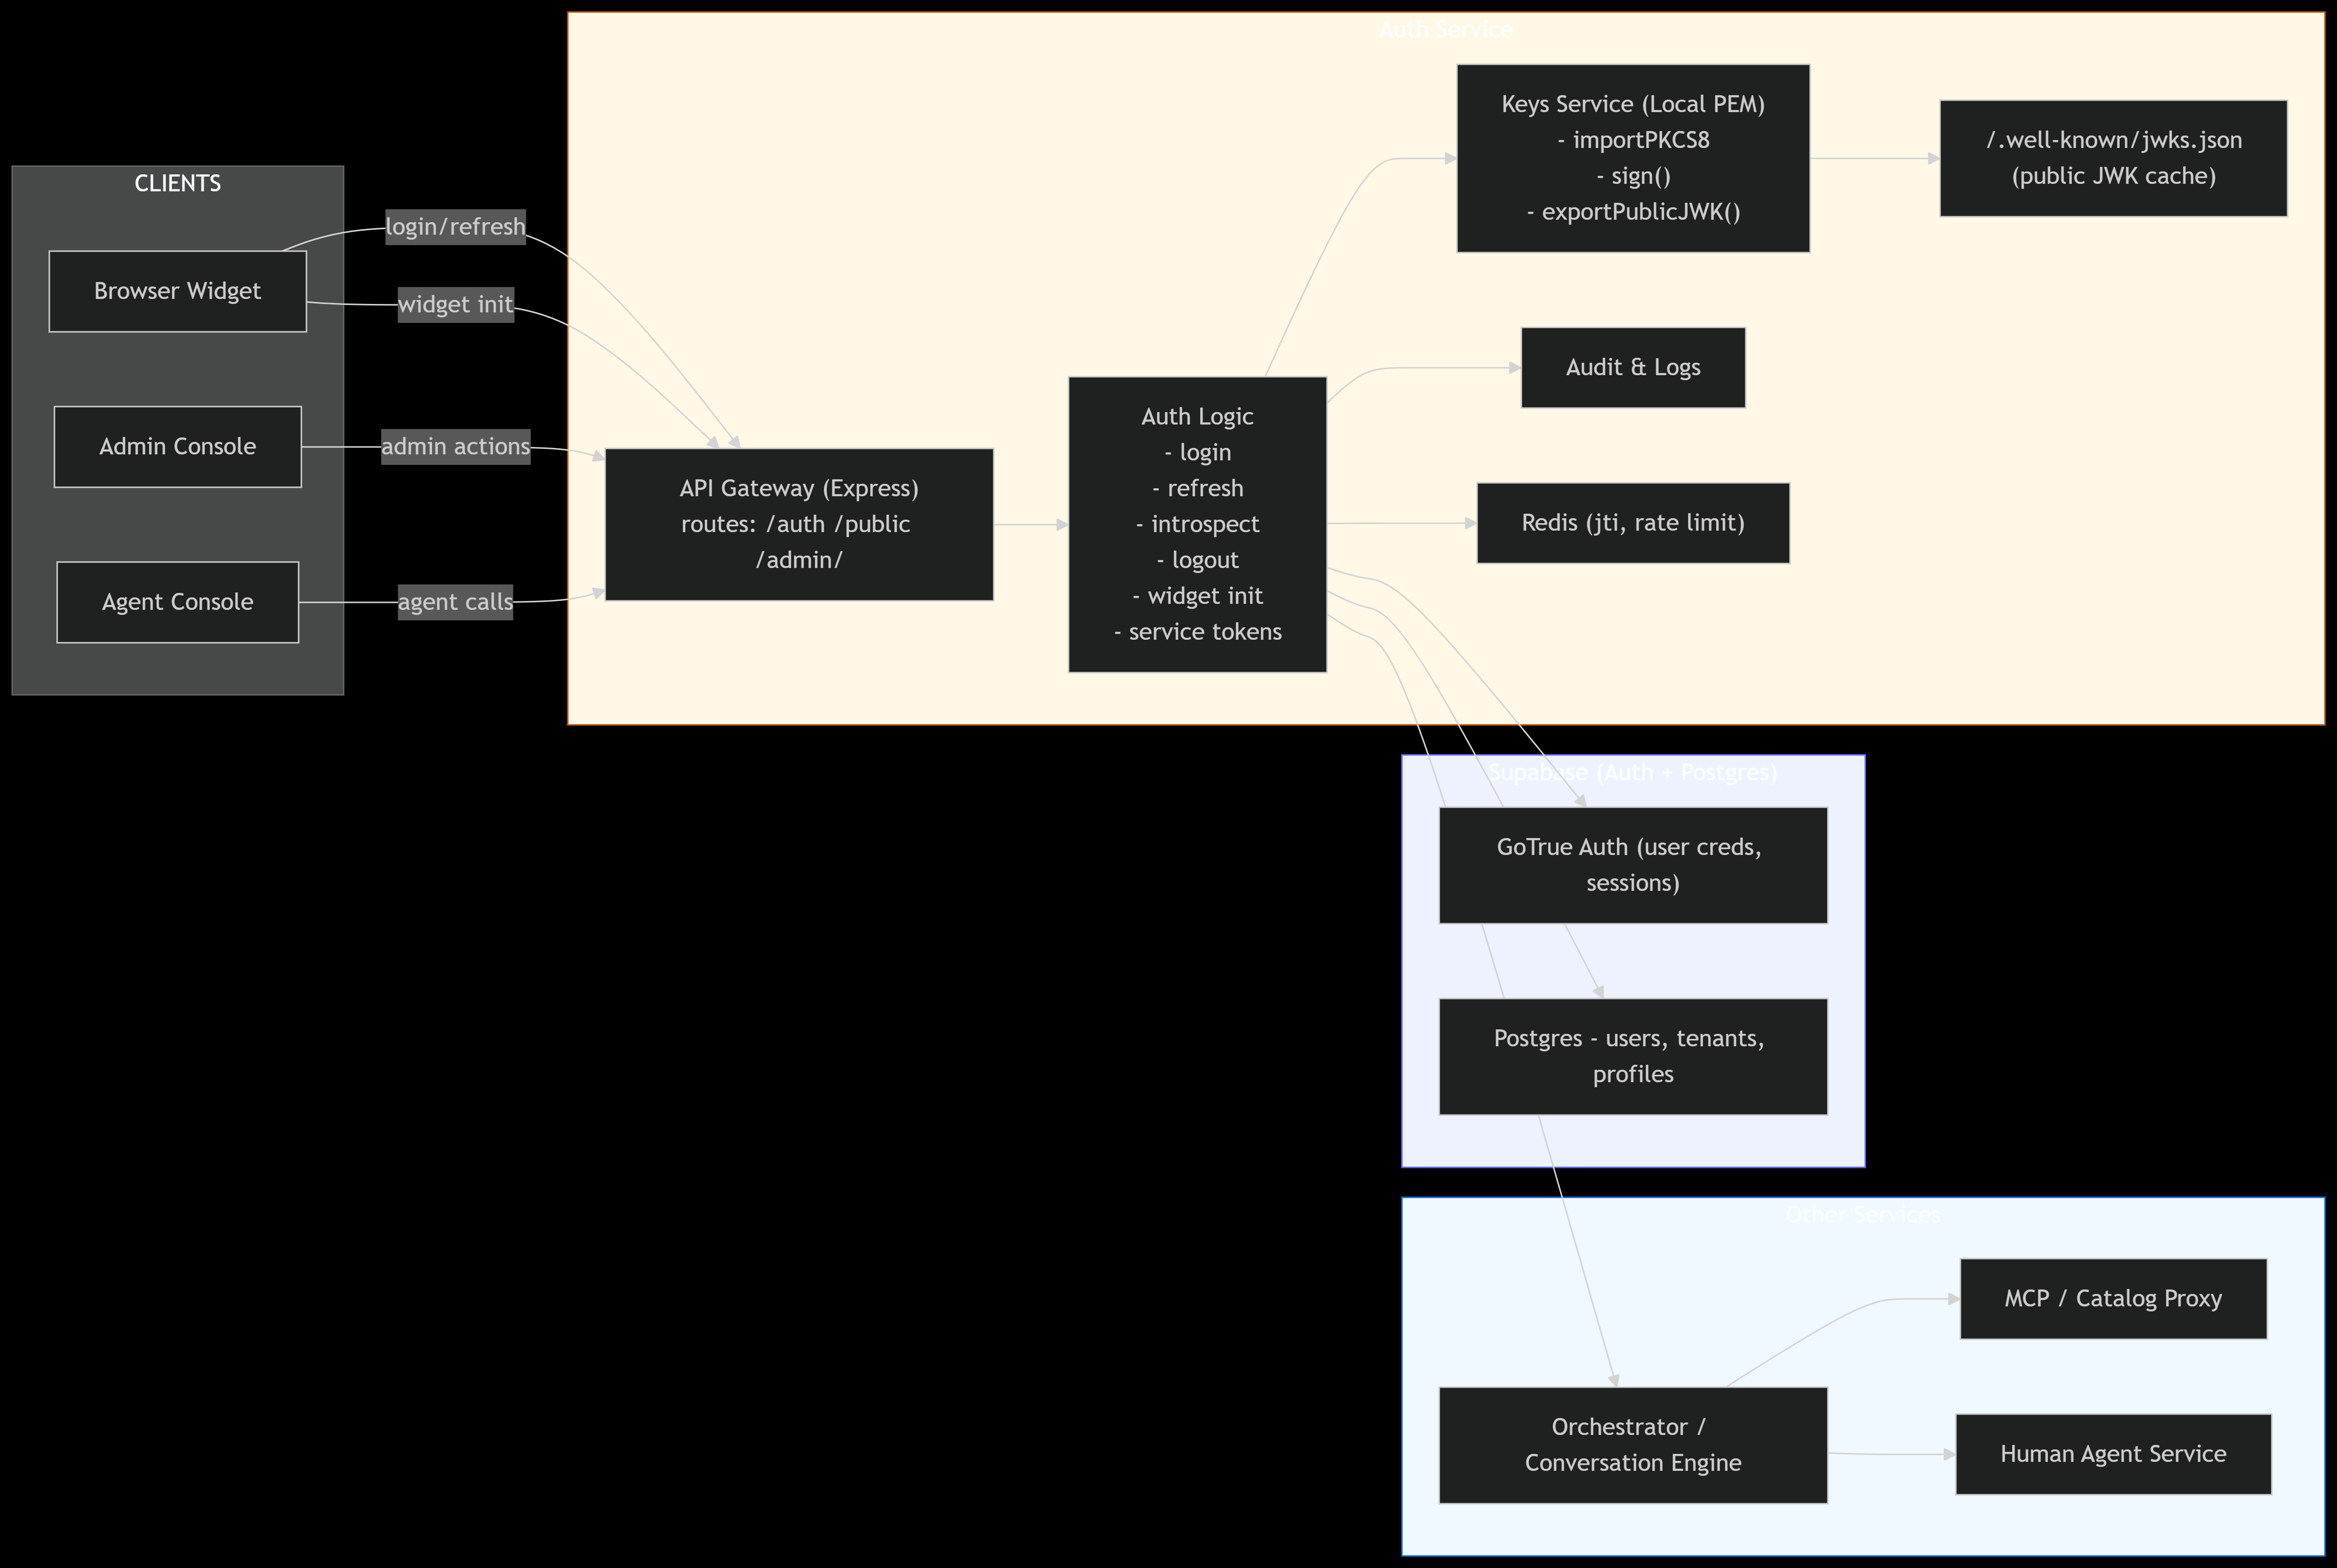 Auth Service
Keys Service (Local PEM)
- importPKCS8
- sign()
- exportPublicJWK()
/.well-known/jwks.json
(public JWK cache)
CLIENTS
Browser Widget
Admin Console
Agent Console
login/refresh
widget init
admin actions
agent calls
API Gateway (Express)
routes: /auth /public
/admin/
Auth Logic
- login
- refresh
- introspect
- logout
- widget init
- service tokens
Audit & Logs
Redis (jti, rate limit)
Supabase (Auth + Postgres)
GoTrue Auth (user creds,
sessions)
Postgres - users, tenants,
profiles
Other Services
MCP / Catalog Proxy
Orchestrator /
Conversation Engine
Human Agent Service